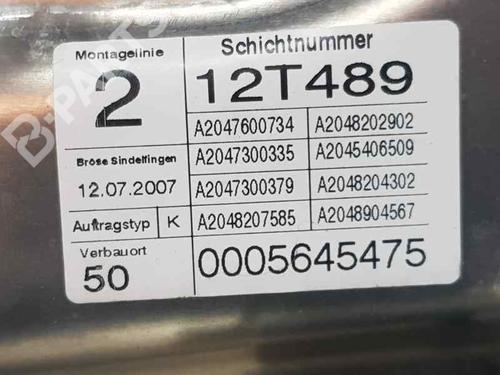 Montagelinie
2
Bröse Sindelfingen
12.07.2007
Auftragstyp K
Verbauort
50
Schichtnummer
12T489
A2047600734 A2048202902
A2047300335 A2045406509
A2047300379 A2048204302
A2048207585 A2048904567
0005645475
B-PARTS